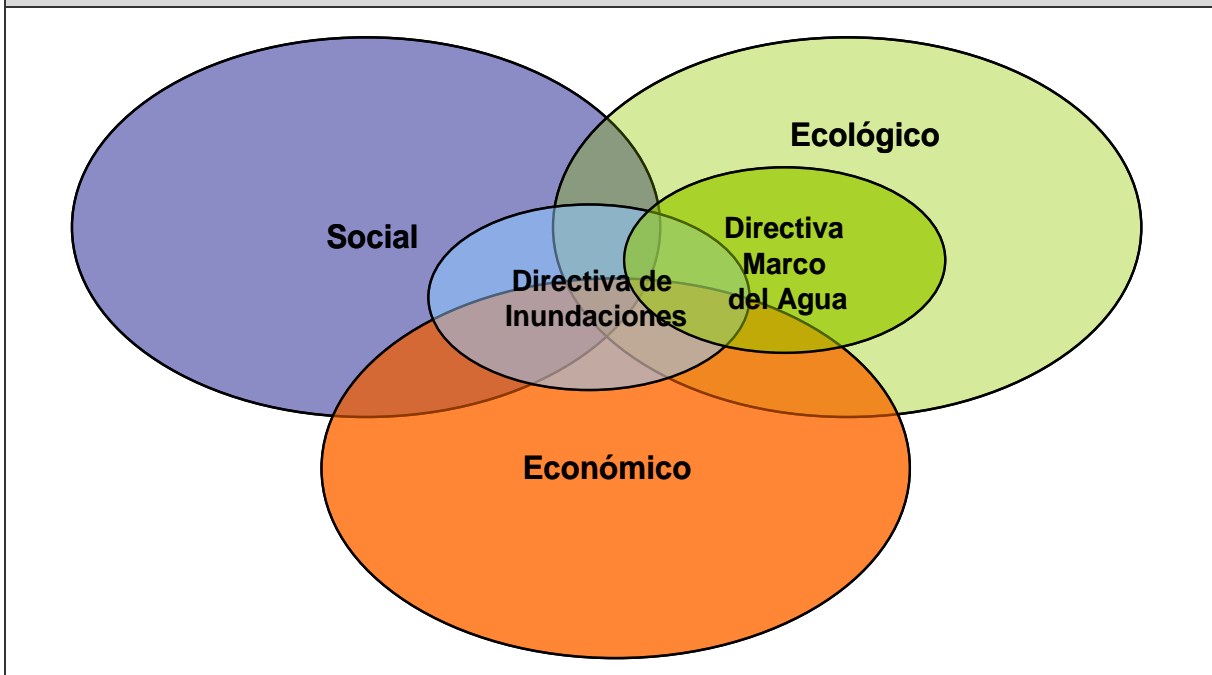 Ecológico
Social
Directiva
Marco
del Agua
Directiva de
Inundaciones
Económico